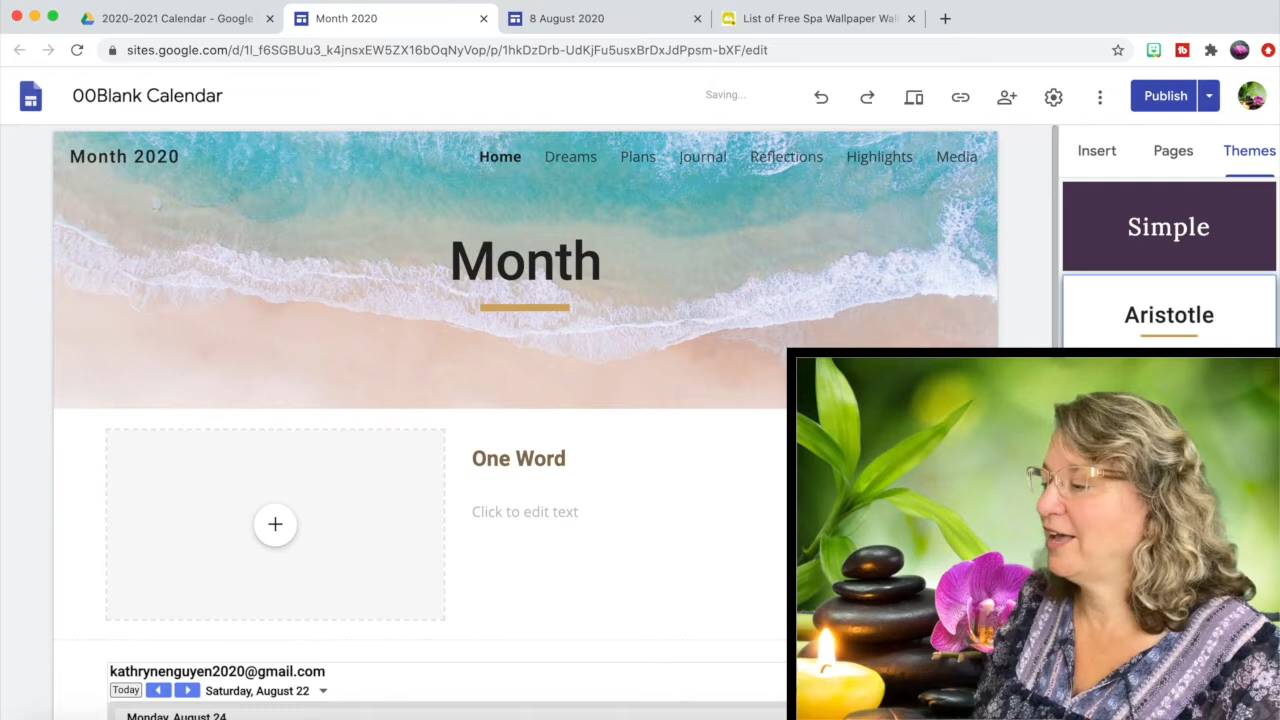 2020-2021 Calendar - Google
Month 2020
8 August 2020
List of Free Spa Wallpaper Wal
sites.google.com/d/1l_f6SGBUu3_k4jnsxEW5ZX16bOqNyVop/p/1hkDzDrb-UdKjFu5usxBrDxJdPpsm-bXF/edit
00Blank Calendar
Saving...
Publish
Month 2020
Home Dreams Plans Journal Reflections Highlights Media
Insert Pages Themes
Simple
Month
Aristotle
One Word
Click to edit text
kathrynenguyen2020@gmail.com
Today Saturday, August 22
Monday, August 24